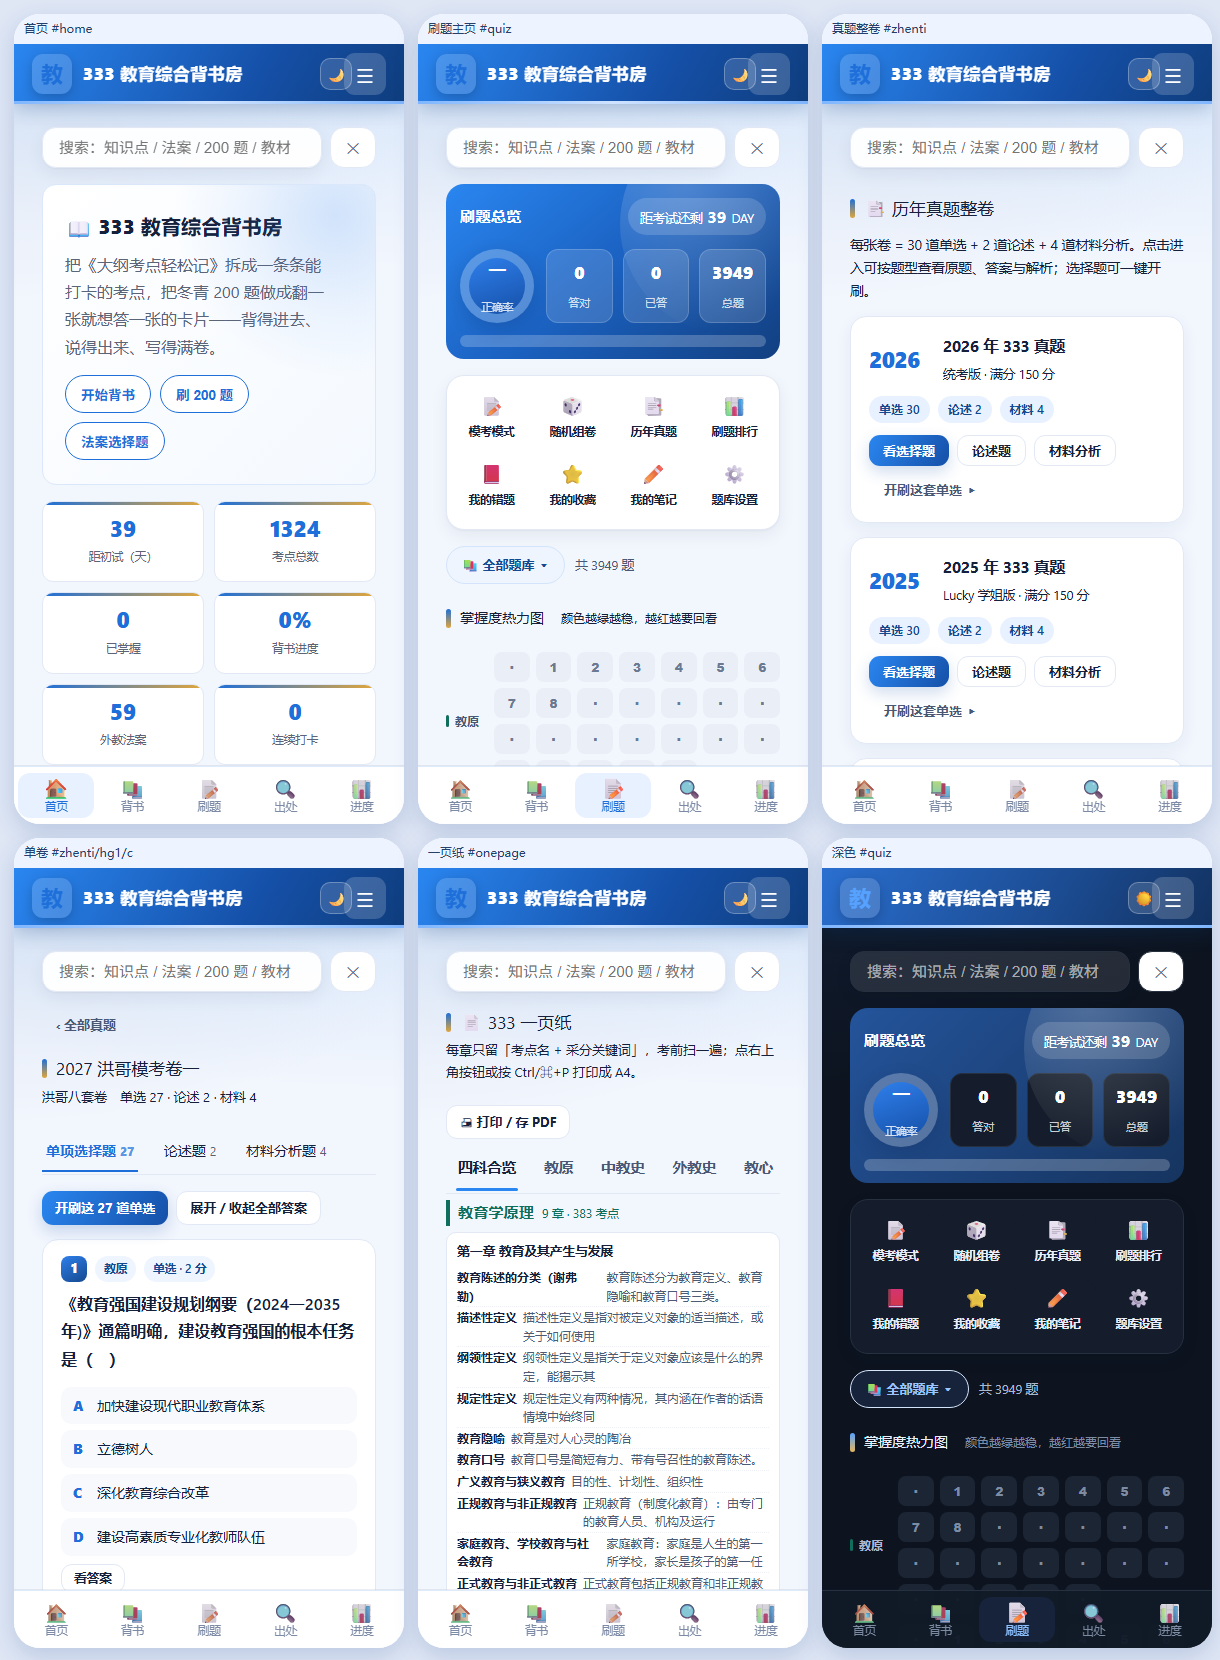 首页 #home
教 333 教育综合背书房
搜索：知识点 / 法案 / 200 题 / 教材
333 教育综合背书房
把《大纲考点轻松记》拆成一条条能
打卡的考点，把冬青 200 题做成翻一
张就想答一张的卡片——背得进去、
说得出来、写得满卷。
开始背书 刷 200 题
法案选择题
39 1324
距初试（天） 考点总数
0 0%
已掌握 背书进度
59 0
外教法案 连续打卡
首页 背书 刷题 出处 进度
刷题主页 #quiz
教 333 教育综合背书房
搜索：知识点 / 法案 / 200 题 / 教材
刷题总览 距考试还剩 39 DAY
— 0 0 3949
正确率 答对 已答 总题
模考模式 随机组卷 历年真题 刷题排行
我的错题 我的收藏 我的笔记 题库设置
全部题库 共 3949 题
掌握度热力图 颜色越绿越稳，越红越要回看
· 1 2 3 4 5 6
7 8 · · · · ·
教原
· · · · · · ·
首页 背书 刷题 出处 进度
真题整卷 #zhenti
教 333 教育综合背书房
搜索：知识点 / 法案 / 200 题 / 教材
历年真题整卷
每张卷 = 30 道单选 + 2 道论述 + 4 道材料分析。点击进
入可按题型查看原题、答案与解析；选择题可一键开
刷。
2026 2026 年 333 真题
统考版 · 满分 150 分
单选 30 论述 2 材料 4
看选择题 论述题 材料分析
开刷这套单选 ▸
2025 2025 年 333 真题
Lucky 学姐版 · 满分 150 分
单选 30 论述 2 材料 4
看选择题 论述题 材料分析
开刷这套单选 ▸
首页 背书 刷题 出处 进度
单卷 #zhenti/hg1/c
教 333 教育综合背书房
搜索：知识点 / 法案 / 200 题 / 教材
‹ 全部真题
2027 洪哥模考卷一
洪哥八套卷 单选 27 · 论述 2 · 材料 4
单项选择题 27 论述题 2 材料分析题 4
开刷这 27 道单选 展开 / 收起全部答案
1 教原 单选 · 2 分
《教育强国建设规划纲要（2024—2035
年)》通篇明确，建设教育强国的根本任务
是（ ）
A 加快建设现代职业教育体系
B 立德树人
C 深化教育综合改革
D 建设高素质专业化教师队伍
看答案
首页 背书 刷题 出处 进度
一页纸 #onepage
教 333 教育综合背书房
搜索：知识点 / 法案 / 200 题 / 教材
333 一页纸
每章只留「考点名 + 采分关键词」，考前扫一遍；点右上
角按钮或按 Ctrl/⌘+P 打印成 A4。
打印 / 存 PDF
四科合览 教原 中教史 外教史 教心
教育学原理 9 章 · 383 考点
第一章 教育及其产生与发展
教育陈述的分类（谢弗勒） 教育陈述分为教育定义、教育
隐喻和教育口号三类。
描述性定义 描述性定义是指对被定义对象的适当描述，或
关于如何使用
纲领性定义 纲领性定义是指关于定义对象应该是什么的界
定，能揭示其
规定性定义 规定性定义有两种情况，其内涵在作者的话语
情境中始终同
教育隐喻 教育是对人心灵的陶冶
教育口号 教育口号是简短有力、带有号召性的教育陈述。
广义教育与狭义教育 目的性、计划性、组织性
正规教育与非正规教育 正规教育（制度化教育）：由专门
的教育人员、机构及运行
家庭教育、学校教育与社会教育 家庭教育：家庭是人生的第一
所学校，家长是孩子的第一任
正式教育与非正式教育 正式教育包括正规教育和非正规教
首页 背书 刷题 出处 进度
深色 #quiz
教 333 教育综合背书房
搜索：知识点 / 法案 / 200 题 / 教材
刷题总览 距考试还剩 39 DAY
— 0 0 3949
正确率 答对 已答 总题
模考模式 随机组卷 历年真题 刷题排行
我的错题 我的收藏 我的笔记 题库设置
全部题库 共 3949 题
掌握度热力图 颜色越绿越稳，越红越要回看
· 1 2 3 4 5 6
7 8 · · · · ·
教原
· · · · · · ·
首页 背书 刷题 出处 进度